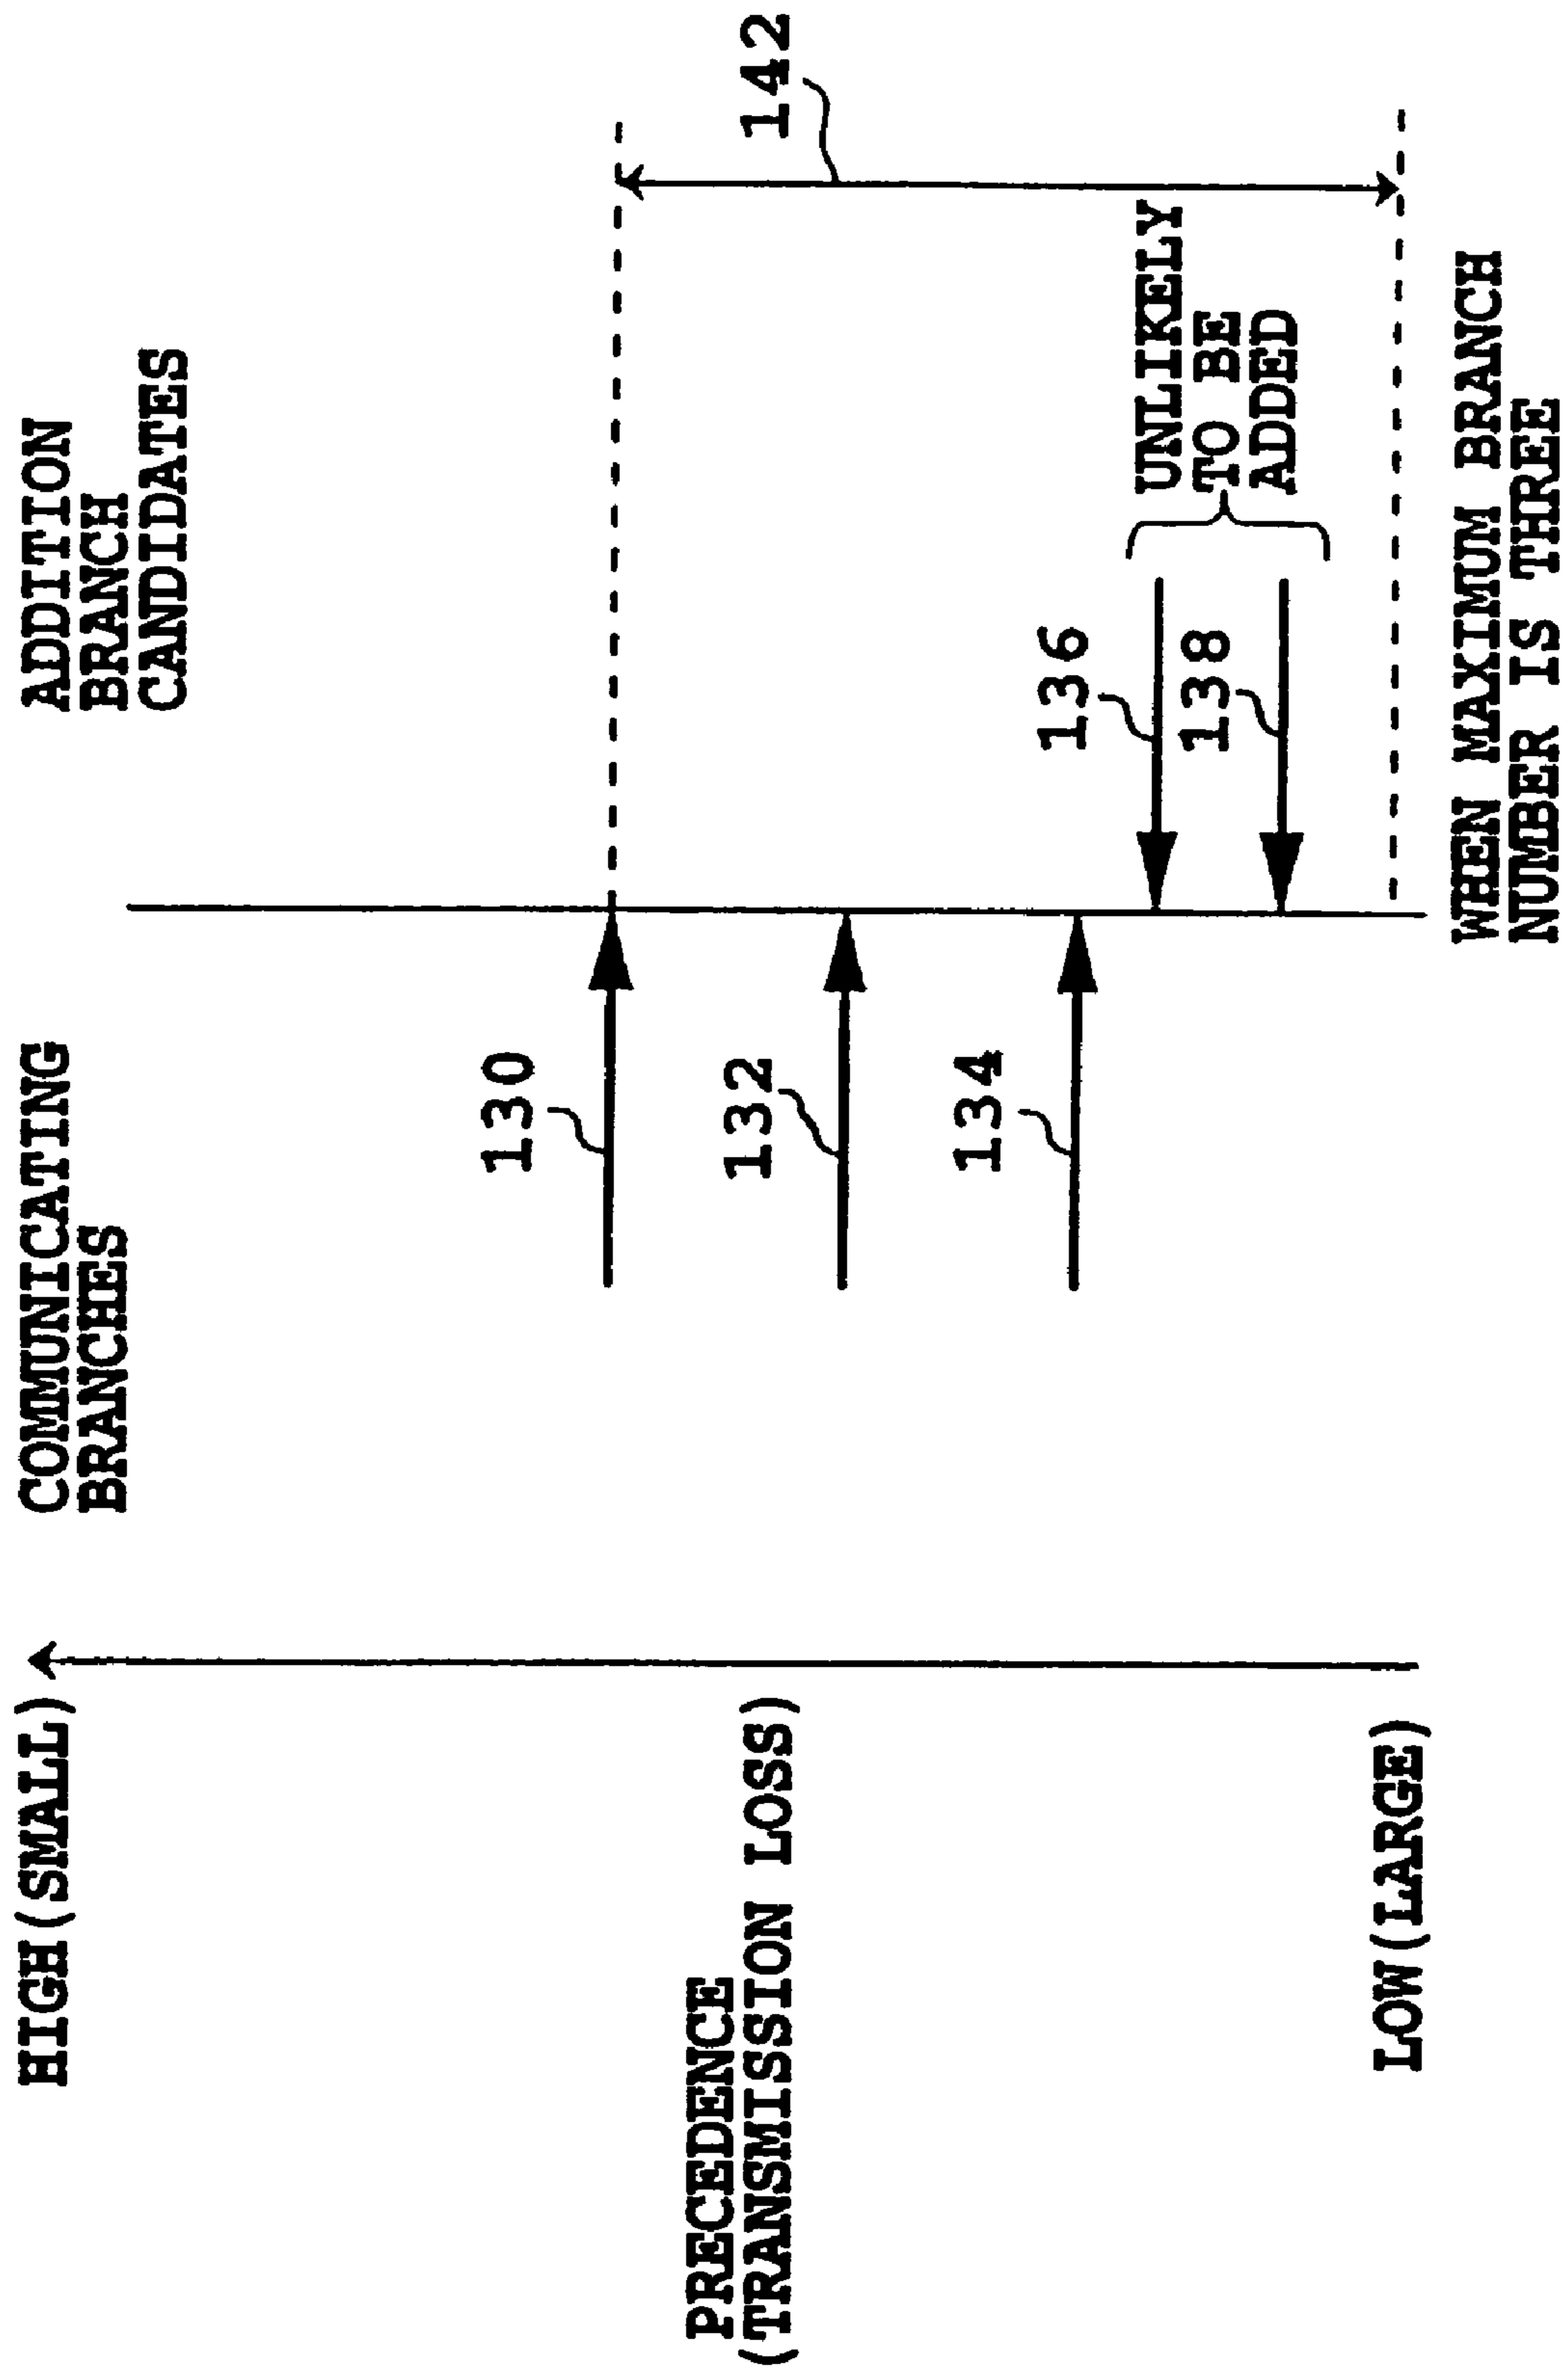 HIGH(SMALL)
PRECEDENCE
(TRANSMISSION LOSS)
LOW(LARGE)
COMMUNICATING
BRANCHES
130
132
134
ADDITION
BRANCH
CANDIDATES
136
138
UNLIKELY
TO BE
ADDED
142
WHEN MAXIMUM BRANCH
NUMBER IS THREE